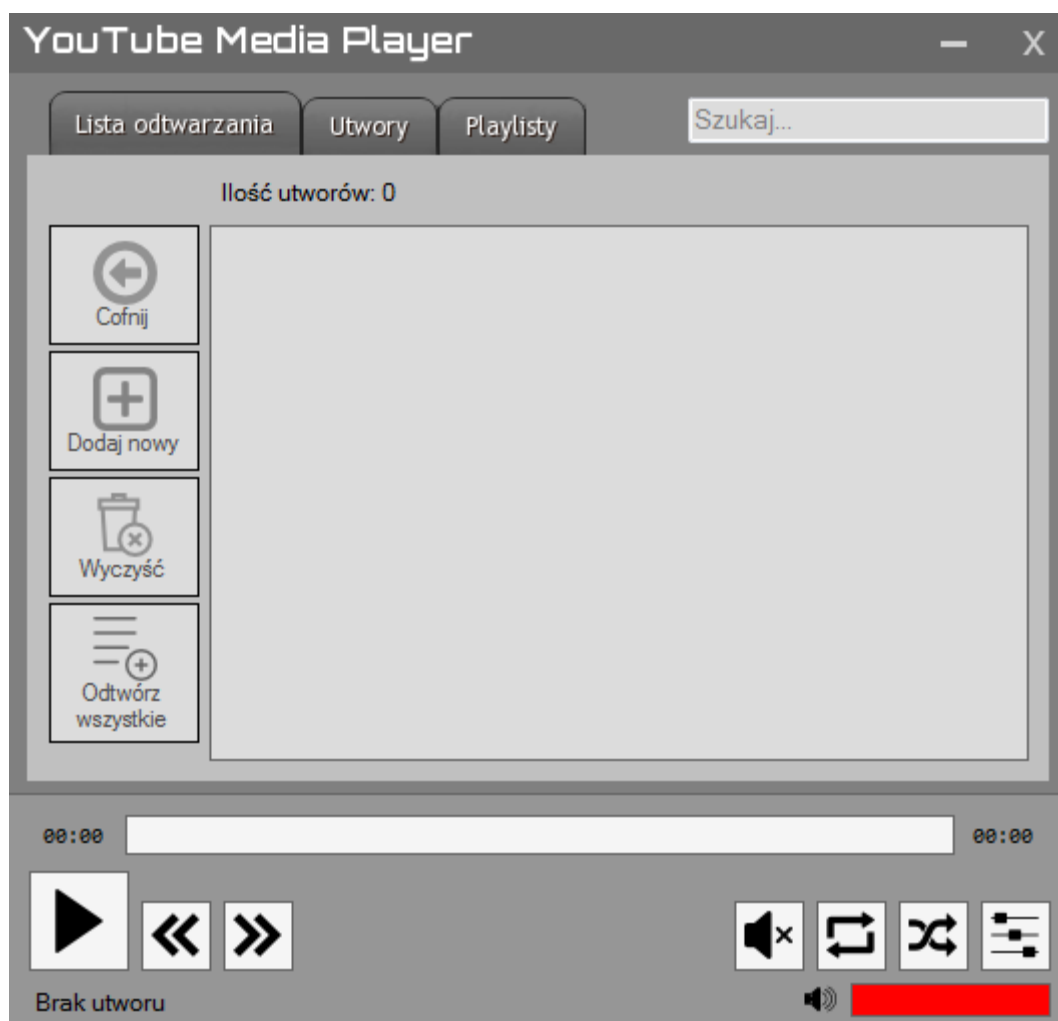 YouTube Media Player
X
Lista odtwarzania
Utwory
Playlisty
Szukaj...
Ilość utworów: 0
Cofnij
Dodaj nowy
Wyczyść
Odtwórz
wszystkie
00:00
00:00
Brak utworu